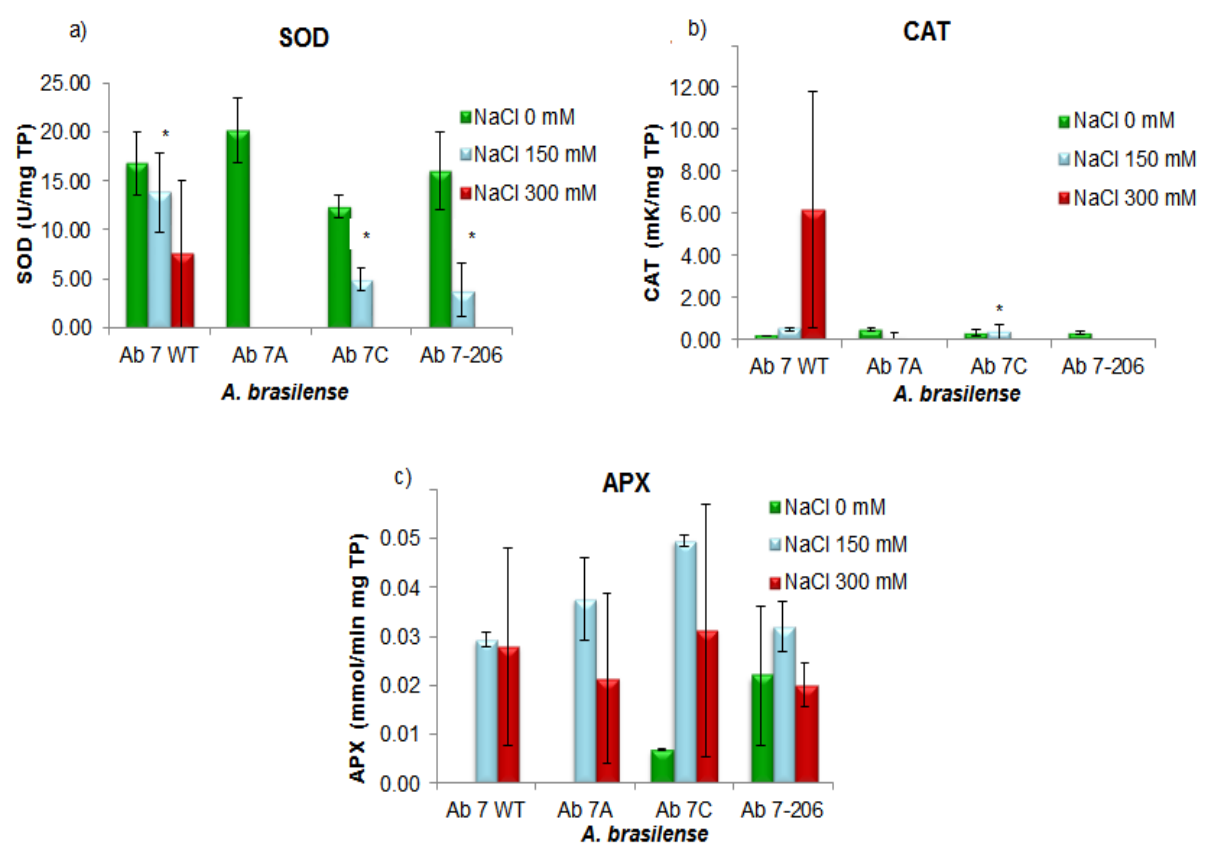 a)
SOD
25.00
20.00
15.00
10.00
5.00
0.00
SOD (U/mg TP)
*
*
*
NaCl 0 mM
NaCl 150 mM
NaCl 300 mM
Ab 7 WT Ab 7A Ab 7C Ab 7-206
A. brasilense
b)
CAT
12.00
10.00
8.00
6.00
4.00
2.00
0.00
CAT (mK/mg TP)
*
NaCl 0 mM
NaCl 150 mM
NaCl 300 mM
Ab 7 WT Ab 7A Ab 7C Ab 7-206
A. brasilense
c)
APX
0.05
0.04
0.03
0.02
0.01
0.00
APX (mmol/min mg TP)
NaCl 0 mM
NaCl 150 mM
NaCl 300 mM
Ab 7 WT Ab 7A Ab 7C Ab 7-206
A. brasilense